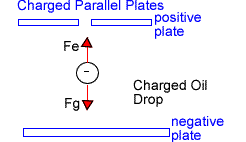 Charged Parallel Plates
positive
plate
Fe
-
Charged Oil
Drop
Fg
negative
plate